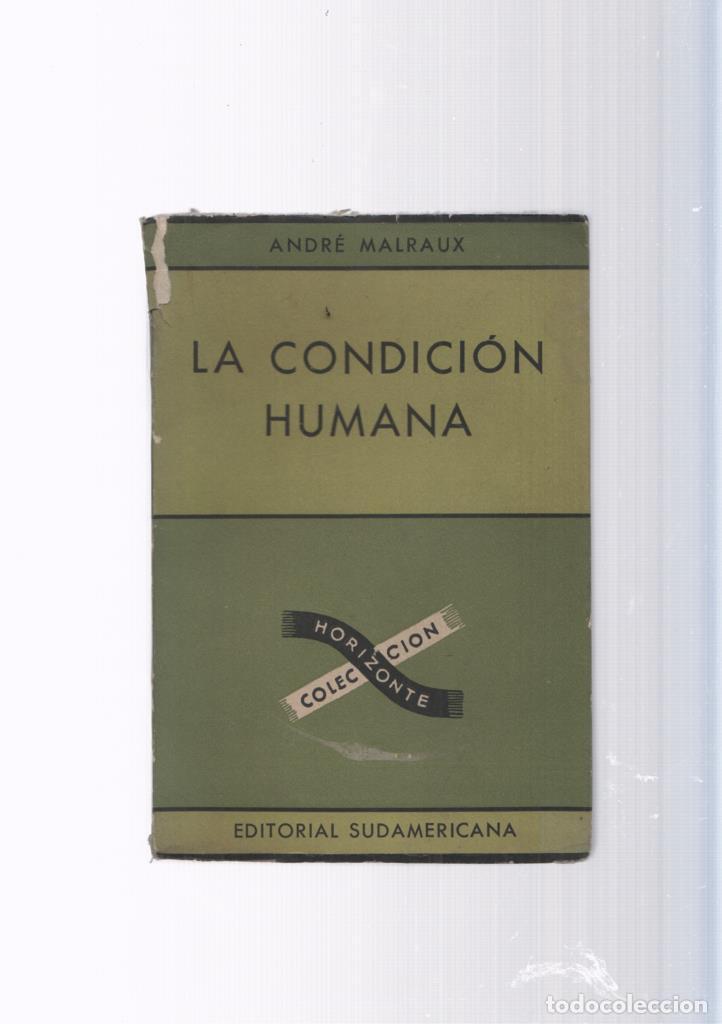 ANDRÉ MALRAUX
LA CONDICIÓN
HUMANA
HORIZONTE
COLECCION
EDITORIAL SUDAMERICANA
todocoleccion